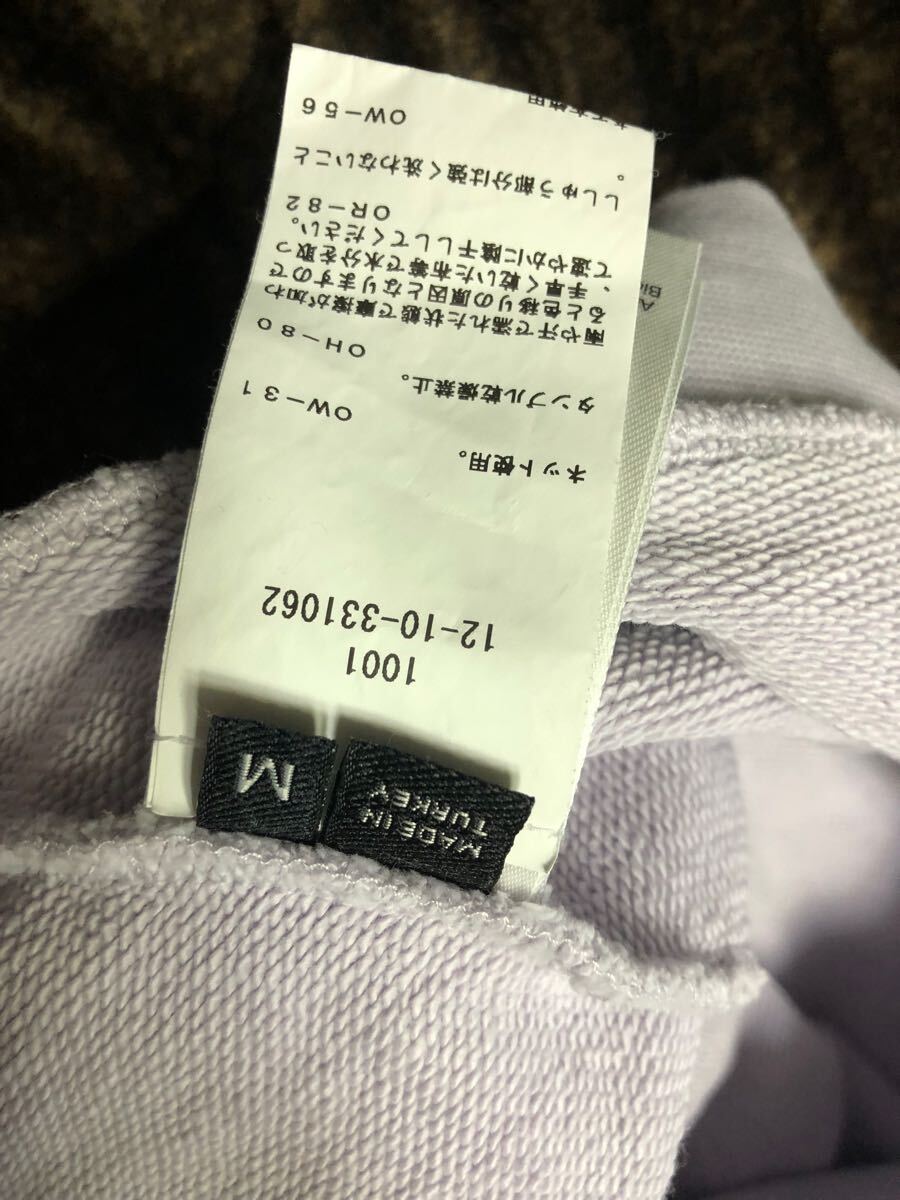 MADE IN
TURKEY
M
1001
12-10-331062
ネット使用。
OW-31
タンブル乾燥禁止。
OH-80
雨や汗で濡れた状態で摩擦が加わ
ると色移りの原因となりますので
、手早く乾いた布等で水分を取っ
て速やかに陰干ししてください。
OR-82
ししゅう部分は強く洗わないこと
。
OW-56